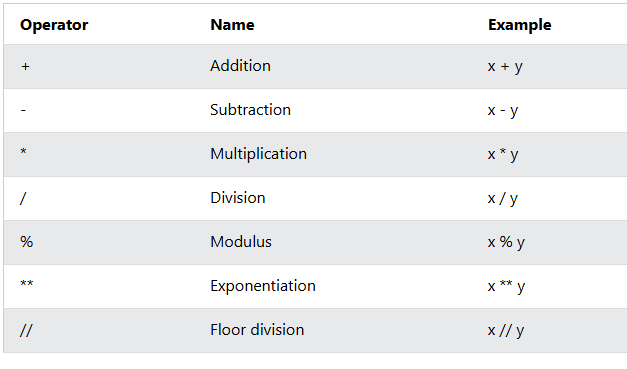 Operator Name Example
+ Addition x + y
- Subtraction x - y
* Multiplication x * y
/ Division x / y
% Modulus x % y
** Exponentiation x ** y
// Floor division x // y